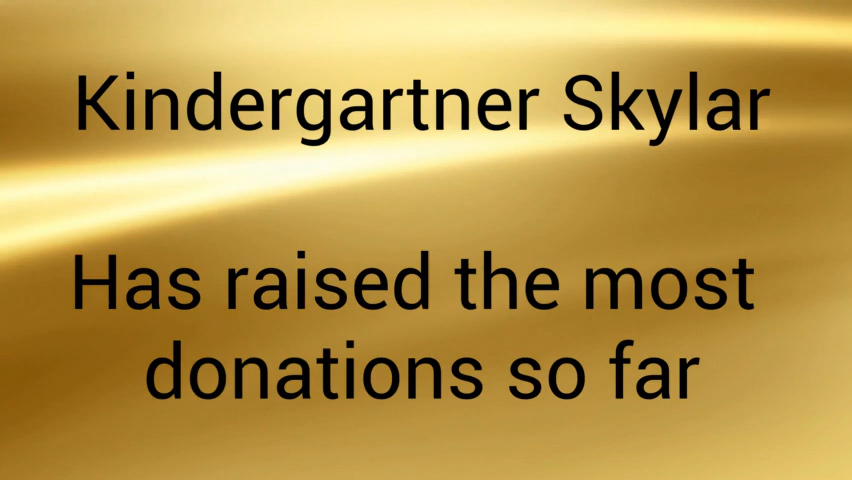 Kindergartner Skylar
Has raised the most
donations so far